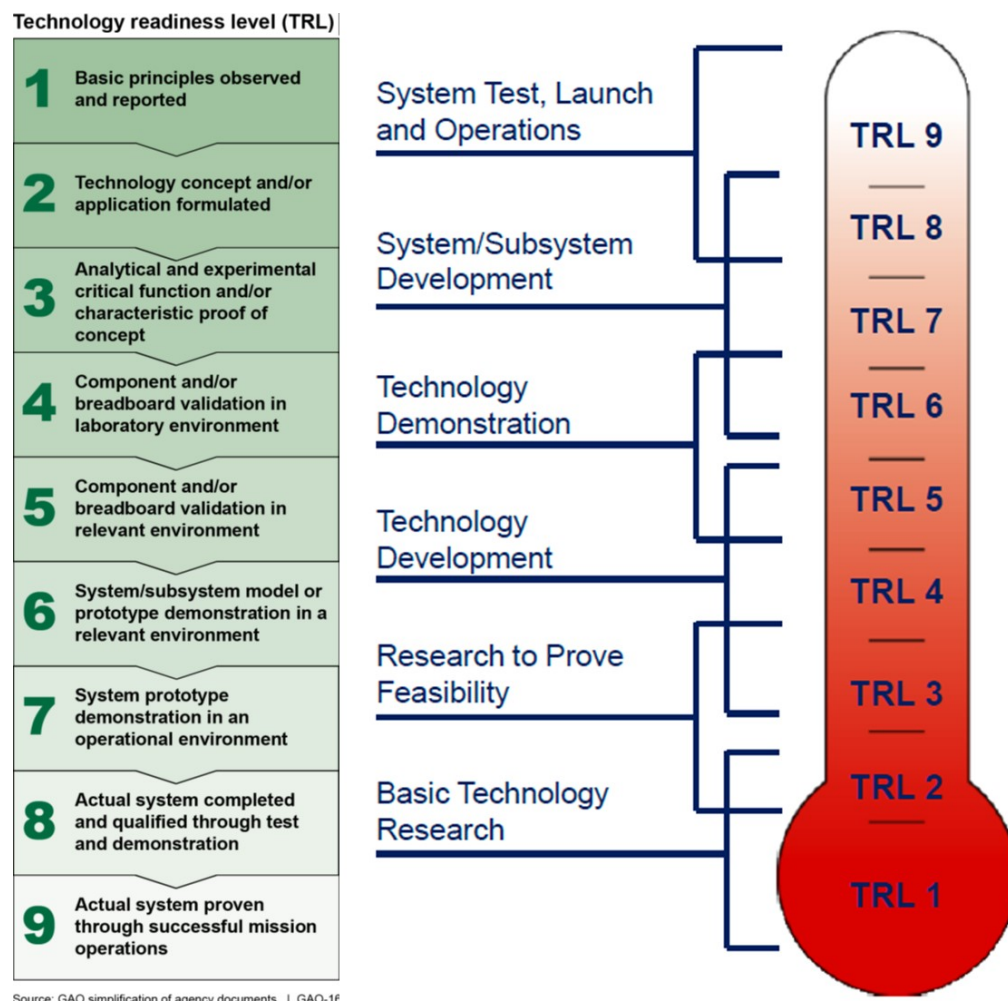 Technology readiness level (TRL)
1
Basic principles observed
and reported
2
Technology concept and/or
application formulated
3
Analytical and experimental
critical function and/or
characteristic proof of
concept
4
Component and/or
breadboard validation in
laboratory environment
5
Component and/or
breadboard validation in
relevant environment
6
System/subsystem model or
prototype demonstration in a
relevant environment
7
System prototype
demonstration in an
operational environment
8
Actual system completed
and qualified through test
and demonstration
9
Actual system proven
through successful mission
operations
Source: GAO simplification of agency documents. | GAO-16
System Test, Launch
and Operations
System/Subsystem
Development
Technology
Demonstration
Technology
Development
Research to Prove
Feasibility
Basic Technology
Research
TRL 9
TRL 8
TRL 7
TRL 6
TRL 5
TRL 4
TRL 3
TRL 2
TRL 1